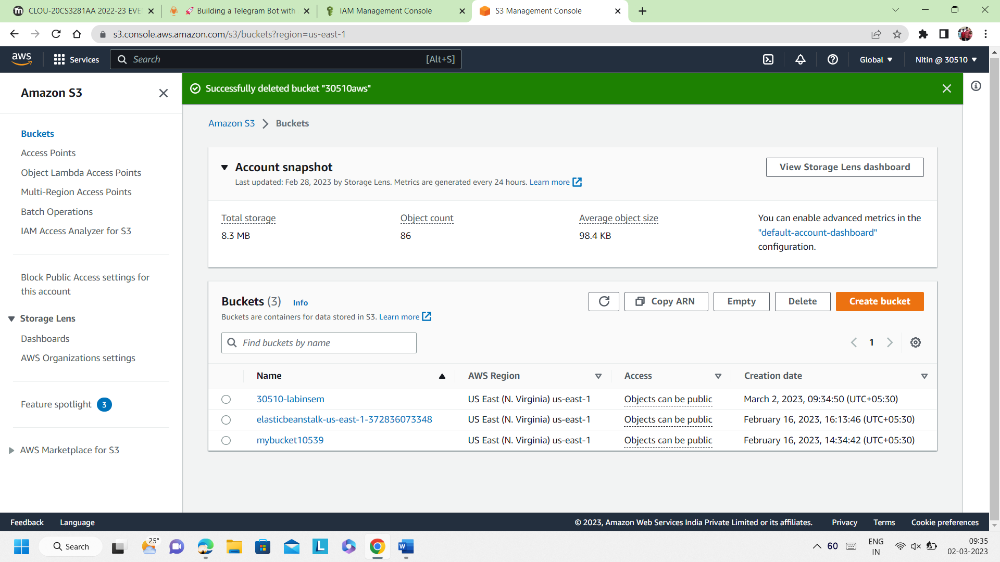 CLOU-20CS3281AA 2022-23 EVE
🚀 Building a Telegram Bot with
IAM Management Console
S3 Management Console
s3.console.aws.amazon.com/s3/buckets?region=us-east-1
aws
Services
Search
[Alt+S]
Global
Nitin @ 30510
Amazon S3
Successfully deleted bucket "30510aws"
Buckets
Access Points
Object Lambda Access Points
Multi-Region Access Points
Batch Operations
IAM Access Analyzer for S3
Block Public Access settings for
this account
Storage Lens
Dashboards
AWS Organizations settings
Feature spotlight 3
AWS Marketplace for S3
Amazon S3 > Buckets
Account snapshot
Last updated: Feb 28, 2023 by Storage Lens. Metrics are generated every 24 hours. Learn more
View Storage Lens dashboard
Total storage
8.3 MB
Object count
86
Average object size
98.4 KB
You can enable advanced metrics in the
"default-account-dashboard"
configuration.
Buckets (3) Info
Buckets are containers for data stored in S3. Learn more
Copy ARN
Empty
Delete
Create bucket
Find buckets by name
1
Name AWS Region Access Creation date
30510-labinsem US East (N. Virginia) us-east-1 Objects can be public March 2, 2023, 09:34:50 (UTC+05:30)
elasticbeanstalk-us-east-1-372836073348 US East (N. Virginia) us-east-1 Objects can be public February 16, 2023, 16:13:46 (UTC+05:30)
mybucket10539 US East (N. Virginia) us-east-1 Objects can be public February 16, 2023, 14:34:42 (UTC+05:30)
Feedback Language
© 2023, Amazon Web Services India Private Limited or its affiliates. Privacy Terms Cookie preferences
Search
25°
L
W
60
ENG
IN
09:35
02-03-2023